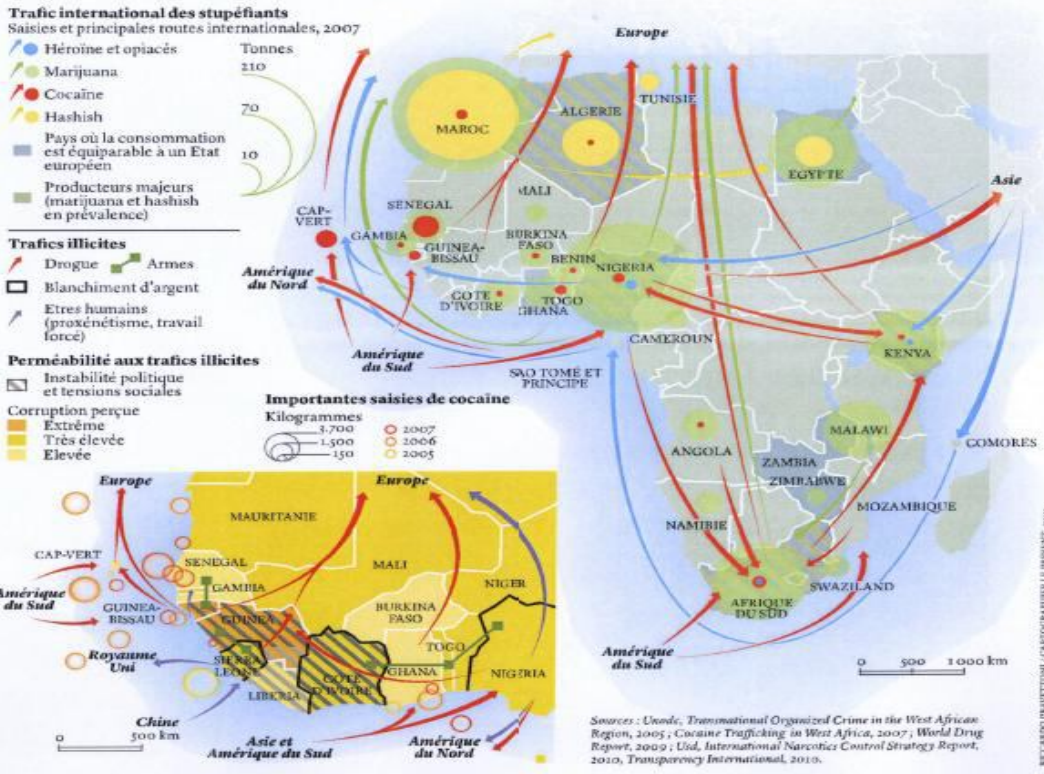 Trafic international des stupéfiants
Saisies et principales routes internationales, 2007
Héroïne et opiacés
Marijuana
Cocaïne
Hashish
Pays où la consommation
est équiparable à un Etat
européen
Producteurs majeurs
(marijuana et hashish
en prévalence)
Tonnes
210
70
10
Trafics illicites
Drogue
Armes
Blanchiment d'argent
Etres humains
(proxénétisme, travail
forcé)
Perméabilité aux trafics illicites
Instabilité politique
et tensions sociales
Corruption perçue
Extrême
Très élevée
Elevée
Importantes saisies de cocaïne
Kilogrammes
3.700
1.500
150
2007
2006
2005
Europe
MAROC
ALGERIE
TUNISIE
EGYPTE
Asie
MALI
CAP-
VERT
SENEGAL
GAMBIA
GUINEA-
BISSAU
BURKINA
FASO
BENIN
NIGERIA
Amérique
du Nord
COTE
D'IVOIRE
TOGO
GHANA
CAMEROUN
KENYA
Amérique
du Sud
SAO TOMÉ ET
PRINCIPE
ANGOLA
MALAWI
COMORES
ZAMBIA
ZIMBABWE
NAMIBIE
MOZAMBIQUE
SWAZILAND
AFRIQUE
DU SUD
Amérique
du Sud
0 500 1 000 km
Europe
Europe
MAURITANIE
CAP-VERT
SENEGAL
MALI
GAMBIA
NIGER
Amérique
du Sud
GUINEA-
BISSAU
GUINEA
BURKINA
FASO
TOGO
Royaume
Uni
SIERRA
LEONE
GHANA
NIGERIA
LIBERIA
COTE
D'IVOIRE
Chine
0 500 km
Asie et
Amérique du Sud
Amérique
du Nord
Sources : Unodc, Transnational Organized Crime in the West African
Region, 2005 ; Cocaine Trafficking in West Africa, 2007 ; World Drug
Report, 2009 ; Usd, International Narcotics Control Strategy Report,
2010, Transparency International, 2010.